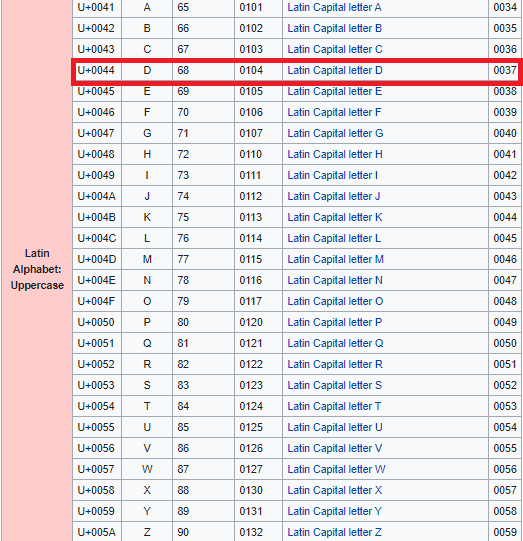 U+0041 A 65 0101 Latin Capital letter A 0034
U+0042 B 66 0102 Latin Capital letter B 0035
U+0043 C 67 0103 Latin Capital letter C 0036
U+0044 D 68 0104 Latin Capital letter D 0037
U+0045 E 69 0105 Latin Capital letter E 0038
U+0046 F 70 0106 Latin Capital letter F 0039
U+0047 G 71 0107 Latin Capital letter G 0040
U+0048 H 72 0110 Latin Capital letter H 0041
U+0049 I 73 0111 Latin Capital letter I 0042
U+004A J 74 0112 Latin Capital letter J 0043
U+004B K 75 0113 Latin Capital letter K 0044
U+004C L 76 0114 Latin Capital letter L 0045
Latin
Alphabet:
Uppercase
U+004D M 77 0115 Latin Capital letter M 0046
U+004E N 78 0116 Latin Capital letter N 0047
U+004F O 79 0117 Latin Capital letter O 0048
U+0050 P 80 0120 Latin Capital letter P 0049
U+0051 Q 81 0121 Latin Capital letter Q 0050
U+0052 R 82 0122 Latin Capital letter R 0051
U+0053 S 83 0123 Latin Capital letter S 0052
U+0054 T 84 0124 Latin Capital letter T 0053
U+0055 U 85 0125 Latin Capital letter U 0054
U+0056 V 86 0126 Latin Capital letter V 0055
U+0057 W 87 0127 Latin Capital letter W 0056
U+0058 X 88 0130 Latin Capital letter X 0057
U+0059 Y 89 0131 Latin Capital letter Y 0058
U+005A Z 90 0132 Latin Capital letter Z 0059